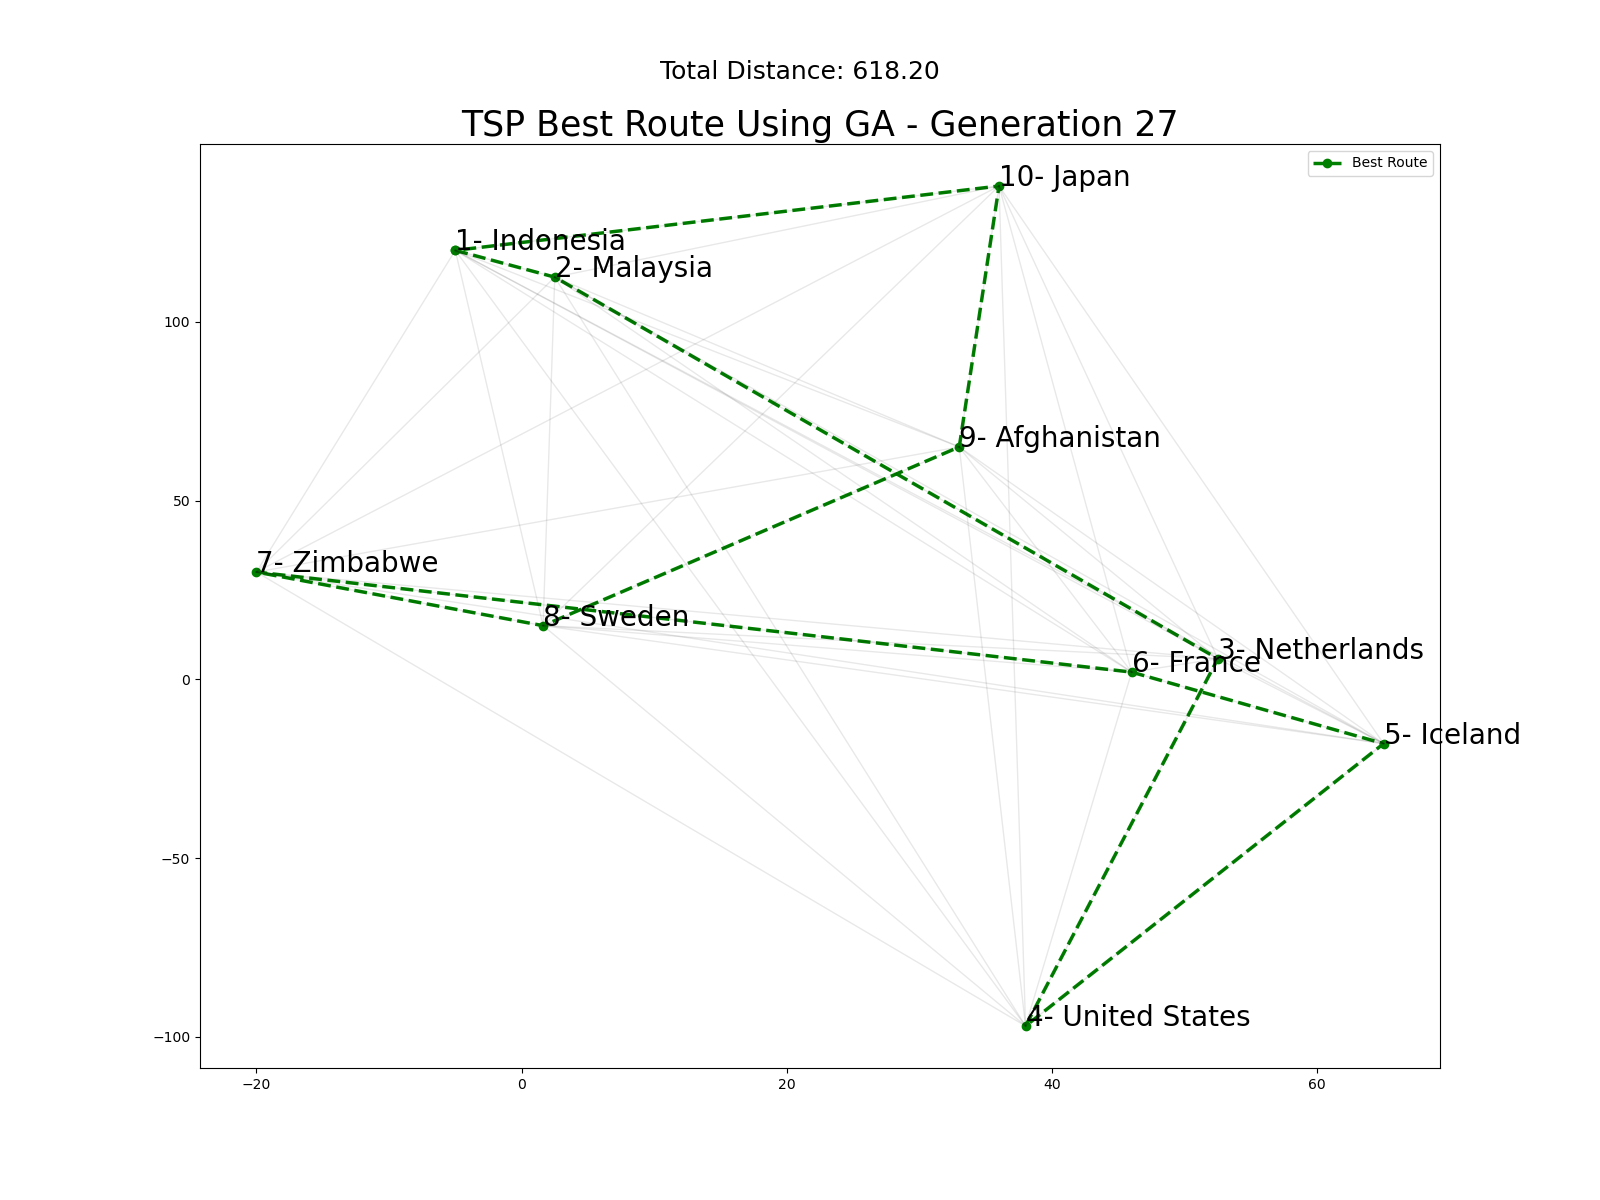 Total Distance: 618.20
TSP Best Route Using GA - Generation 27
Best Route
10- Japan
1- Indonesia
2- Malaysia
100
9- Afghanistan
50
7- Zimbabwe
8- Sweden
3- Netherlands
6- France
0
5- Iceland
−50
4- United States
−100
−20 0 20 40 60